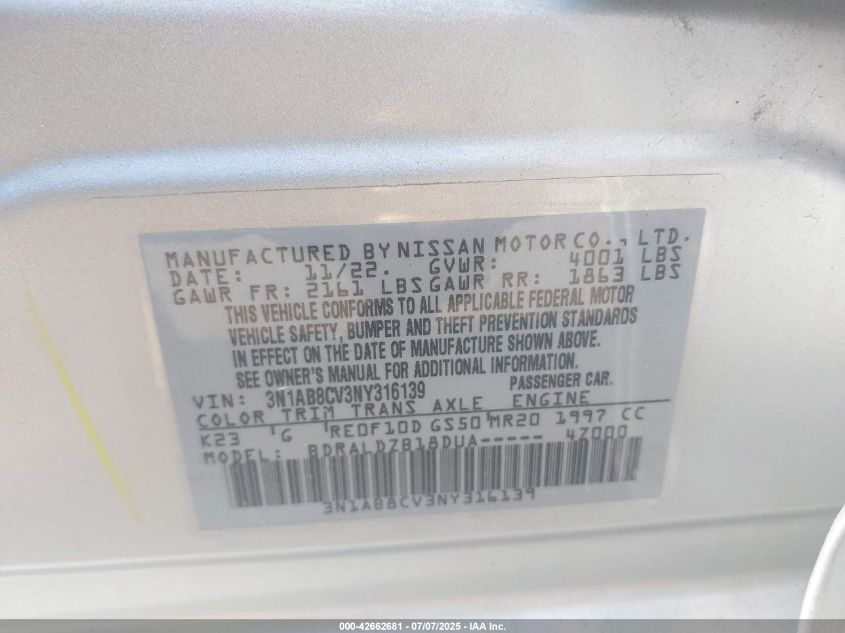 MANUFACTURED BY NISSAN MOTOR CO., LTD.
DATE: 11/22. GVWR: 4001 LBS
GAWR FR: 2161 LBS GAWR RR: 1863 LBS
THIS VEHICLE CONFORMS TO ALL APPLICABLE FEDERAL MOTOR
VEHICLE SAFETY, BUMPER AND THEFT PREVENTION STANDARDS
IN EFFECT ON THE DATE OF MANUFACTURE SHOWN ABOVE.
SEE OWNER'S MANUAL FOR ADDITIONAL INFORMATION.
VIN: 3N1AB8CV3NY316139 PASSENGER CAR.
COLOR TRIM TRANS AXLE ENGINE
K23 G RE0F10D GS50 MR20 1997 CC
MODEL: BDRALDZB18DUA----- 47000
3N1AB8CV3NY316139
000-42662681 - 07/07/2025 - IAA Inc.